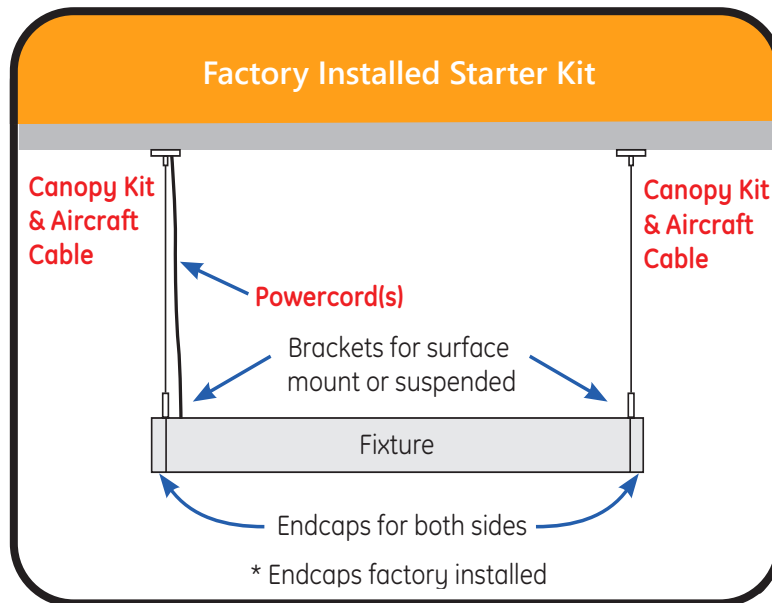 Factory Installed Starter Kit
Canopy Kit
& Aircraft
Cable
Canopy Kit
& Aircraft
Cable
Powercord(s)
Brackets for surface
mount or suspended
Fixture
Endcaps for both sides
* Endcaps factory installed